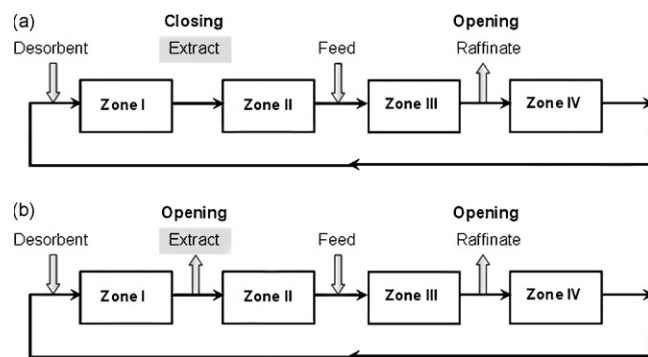 (a)
Closing
Opening
Desorbent
Extract
Feed
Raffinate
Zone I
Zone II
Zone III
Zone IV
(b)
Opening
Opening
Desorbent
Extract
Feed
Raffinate
Zone I
Zone II
Zone III
Zone IV